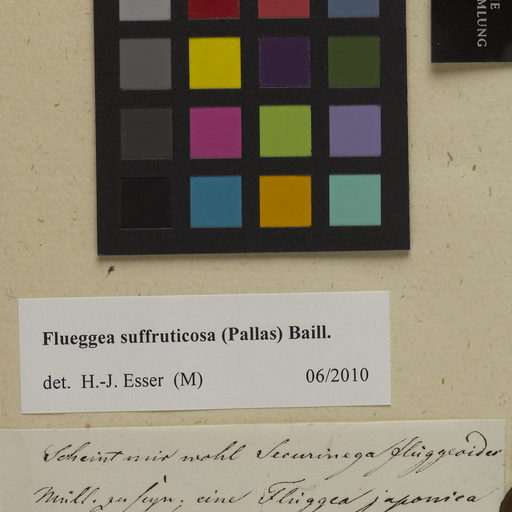 E
MLUNG
Flueggea suffruticosa (Pallas) Baill.
det. H.-J. Esser (M) 06/2010
Scheint mir wohl Securinega flüggeoides
Müll. zu seyn; eine Flüggea japonica